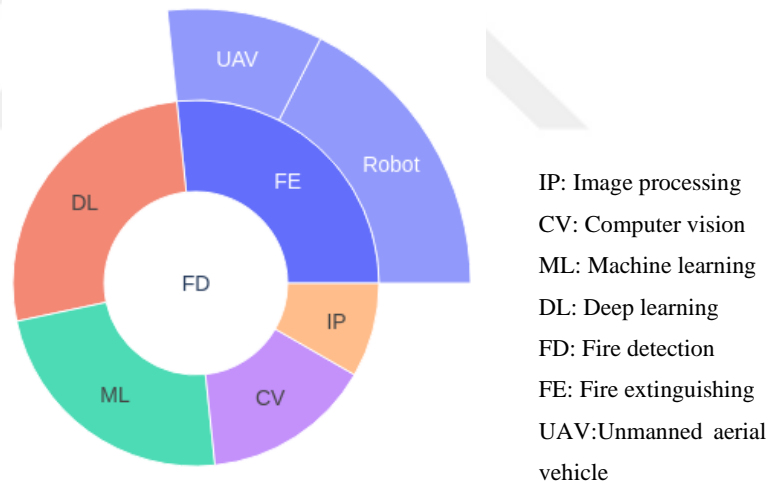 UAV
Robot
FE
DL
FD
IP
ML
CV
IP: Image processing
CV: Computer vision
ML: Machine learning
DL: Deep learning
FD: Fire detection
FE: Fire extinguishing
UAV:Unmanned aerial
vehicle